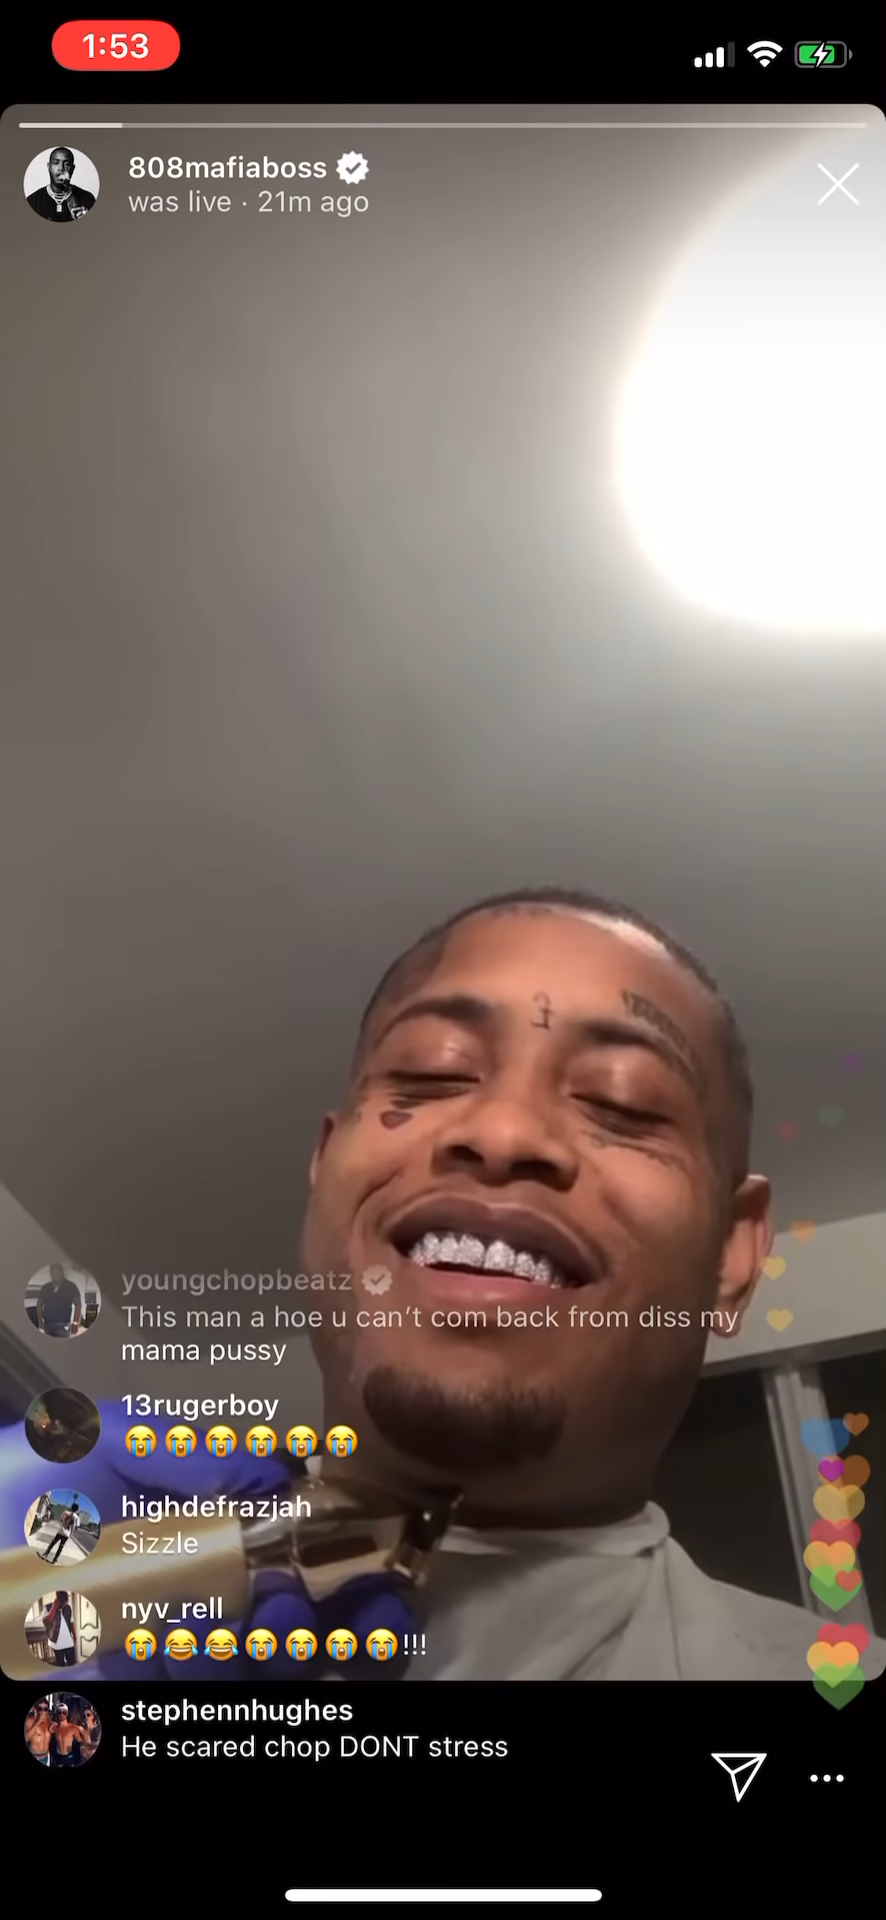 1:53
808mafiaboss
was live · 21m ago
youngchopbeatz
This man a hoe u can’t com back from diss my
mama pussy
13rugerboy
😭😭😭😭😭😭
highdefrazjah
Sizzle
nyv_rell
😭😂😂😭😭😭😭!!!
stephennhughes
He scared chop DONT stress